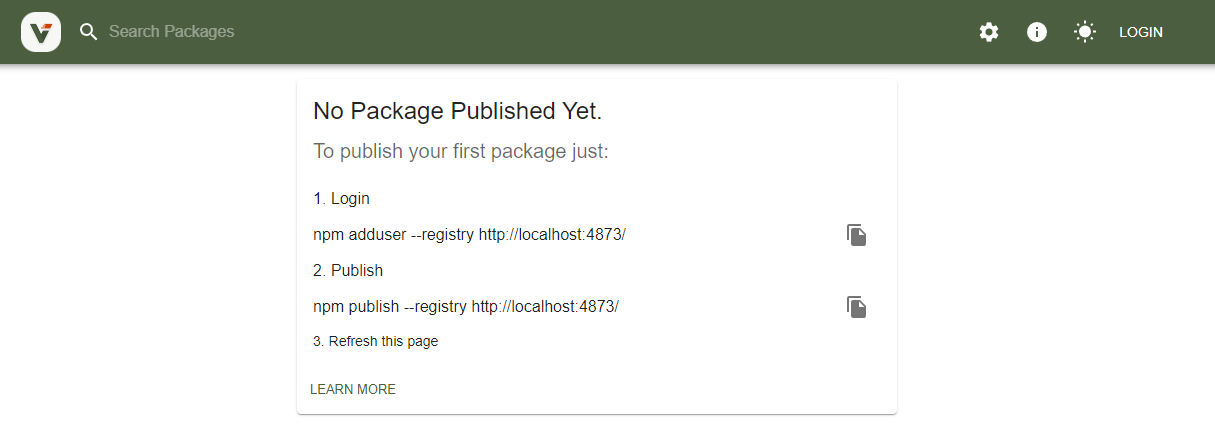 Search Packages
LOGIN
No Package Published Yet.
To publish your first package just:
1. Login
npm adduser --registry http://localhost:4873/
2. Publish
npm publish --registry http://localhost:4873/
3. Refresh this page
LEARN MORE